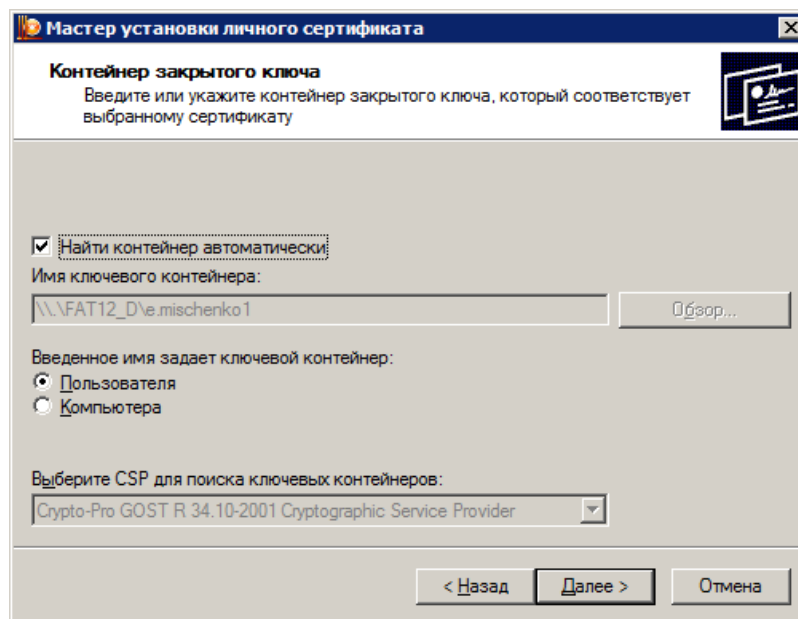 Мастер установки личного сертификата
Контейнер закрытого ключа
Введите или укажите контейнер закрытого ключа, который соответствует
выбранному сертификату
Найти контейнер автоматически
Имя ключевого контейнера:
\\.\FAT12_D\e.mischenko1
Обзор...
Введенное имя задает ключевой контейнер:
Пользователя
Компьютера
Выберите CSP для поиска ключевых контейнеров:
Crypto-Pro GOST R 34.10-2001 Cryptographic Service Provider
< Назад
Далее >
Отмена